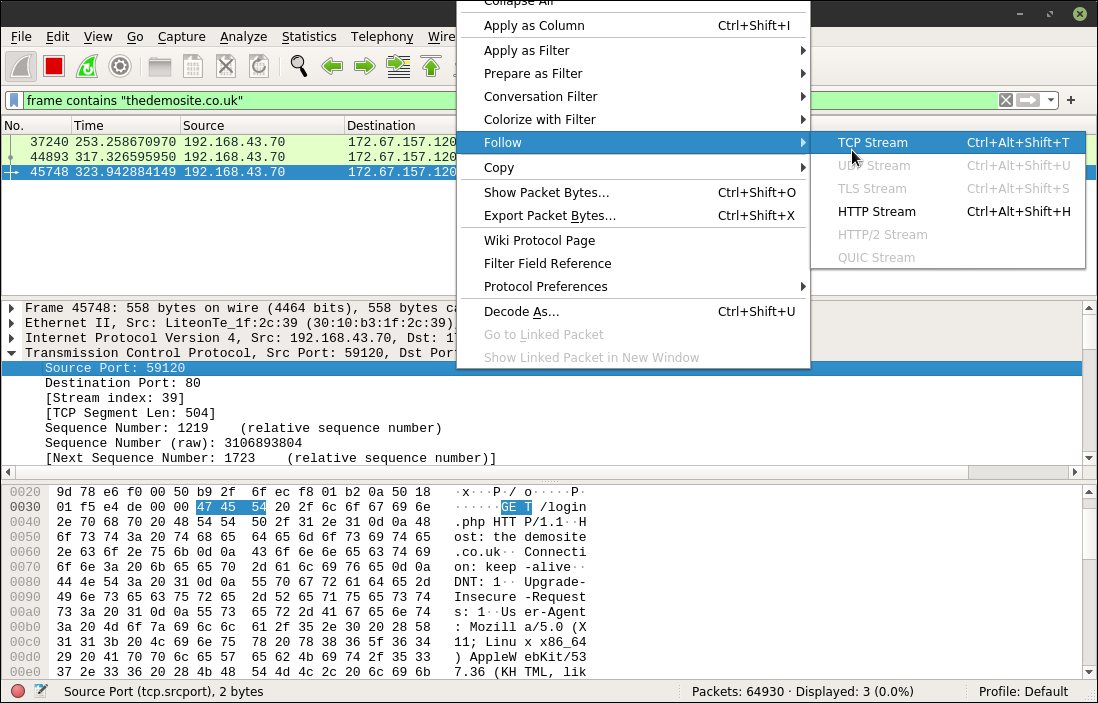 Collapse All
File Edit View Go Capture Analyze Statistics Telephony Wire
Apply as Column Ctrl+Shift+I
Apply as Filter
Prepare as Filter
Conversation Filter
Colorize with Filter
Follow
Copy
Show Packet Bytes... Ctrl+Shift+O
Export Packet Bytes... Ctrl+Shift+X
Wiki Protocol Page
Filter Field Reference
Protocol Preferences
Decode As... Ctrl+Shift+U
Go to Linked Packet
Show Linked Packet in New Window
TCP Stream Ctrl+Alt+Shift+T
UDP Stream Ctrl+Alt+Shift+U
TLS Stream Ctrl+Alt+Shift+S
HTTP Stream Ctrl+Alt+Shift+H
HTTP/2 Stream
QUIC Stream
frame contains "thedemosite.co.uk"
No. Time Source Destination
37240 253.258670970 192.168.43.70 172.67.157.120
44893 317.326595950 192.168.43.70 172.67.157.120
45748 323.942884149 192.168.43.70 172.67.157.120
Frame 45748: 558 bytes on wire (4464 bits), 558 bytes ca
Ethernet II, Src: LiteonTe_1f:2c:39 (30:10:b3:1f:2c:39),
Internet Protocol Version 4, Src: 192.168.43.70, Dst: 17
Transmission Control Protocol, Src Port: 59120, Dst Port
Source Port: 59120
Destination Port: 80
[Stream index: 39]
[TCP Segment Len: 504]
Sequence Number: 1219 (relative sequence number)
Sequence Number (raw): 3106893804
[Next Sequence Number: 1723 (relative sequence number)]
0020 9d 78 e6 f0 00 50 b9 2f 6f ec f8 01 b2 0a 50 18 ·x···P·/ o·····P·
0030 01 f5 e4 de 00 00 47 45 54 20 2f 6c 6f 67 69 6e ······GE T /login
0040 2e 70 68 70 20 48 54 54 50 2f 31 2e 31 0d 0a 48 .php HTT P/1.1··H
0050 6f 73 74 3a 20 74 68 65 64 65 6d 6f 73 69 74 65 ost: the demosite
0060 2e 63 6f 2e 75 6b 0d 0a 43 6f 6e 6e 65 63 74 69 .co.uk·· Connecti
0070 6f 6e 3a 20 6b 65 65 70 2d 61 6c 69 76 65 0d 0a on: keep -alive··
0080 44 4e 54 3a 20 31 0d 0a 55 70 67 72 61 64 65 2d DNT: 1·· Upgrade-
0090 49 6e 73 65 63 75 72 65 2d 52 65 71 75 65 73 74 Insecure -Request
00a0 73 3a 20 31 0d 0a 55 73 65 72 2d 41 67 65 6e 74 s: 1··Us er-Agent
00b0 3a 20 4d 6f 7a 69 6c 6c 61 2f 35 2e 30 20 28 58 : Mozill a/5.0 (X
00c0 31 31 3b 20 4c 69 6e 75 78 20 78 38 36 5f 36 34 11; Linu x x86_64
00d0 29 20 41 70 70 6c 65 57 65 62 4b 69 74 2f 35 33 ) AppleW ebKit/53
00e0 37 2e 33 36 20 28 4b 48 54 4d 4c 2c 20 6c 69 6b 7.36 (KH TML, lik
Source Port (tcp.srcport), 2 bytes Packets: 64930 · Displayed: 3 (0.0%) Profile: Default